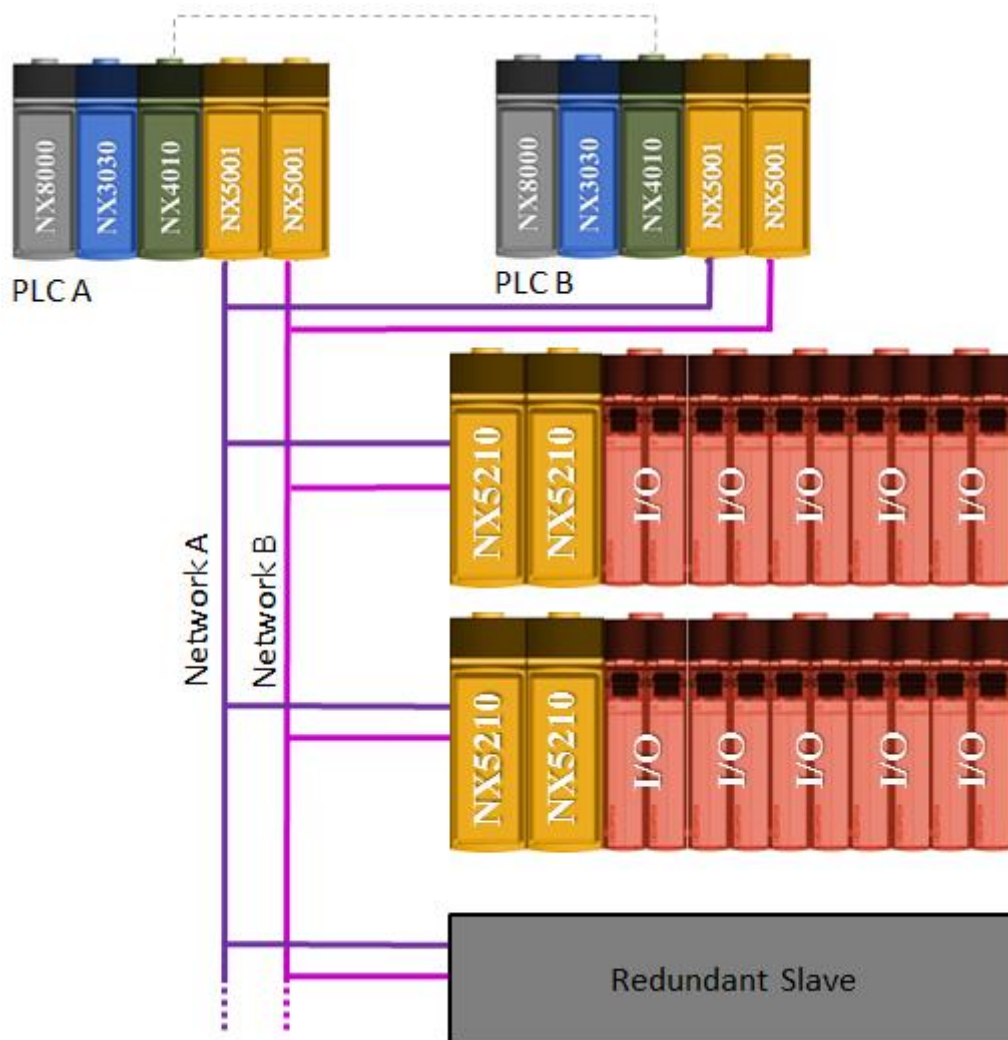 NX8000
NX3030
NX4010
NX5001
NX5001
PLC A
NX8000
NX3030
NX4010
NX5001
NX5001
PLC B
Network A
Network B
NX5210
NX5210
I/O
I/O
I/O
I/O
I/O
NX5210
NX5210
I/O
I/O
I/O
I/O
I/O
Redundant Slave